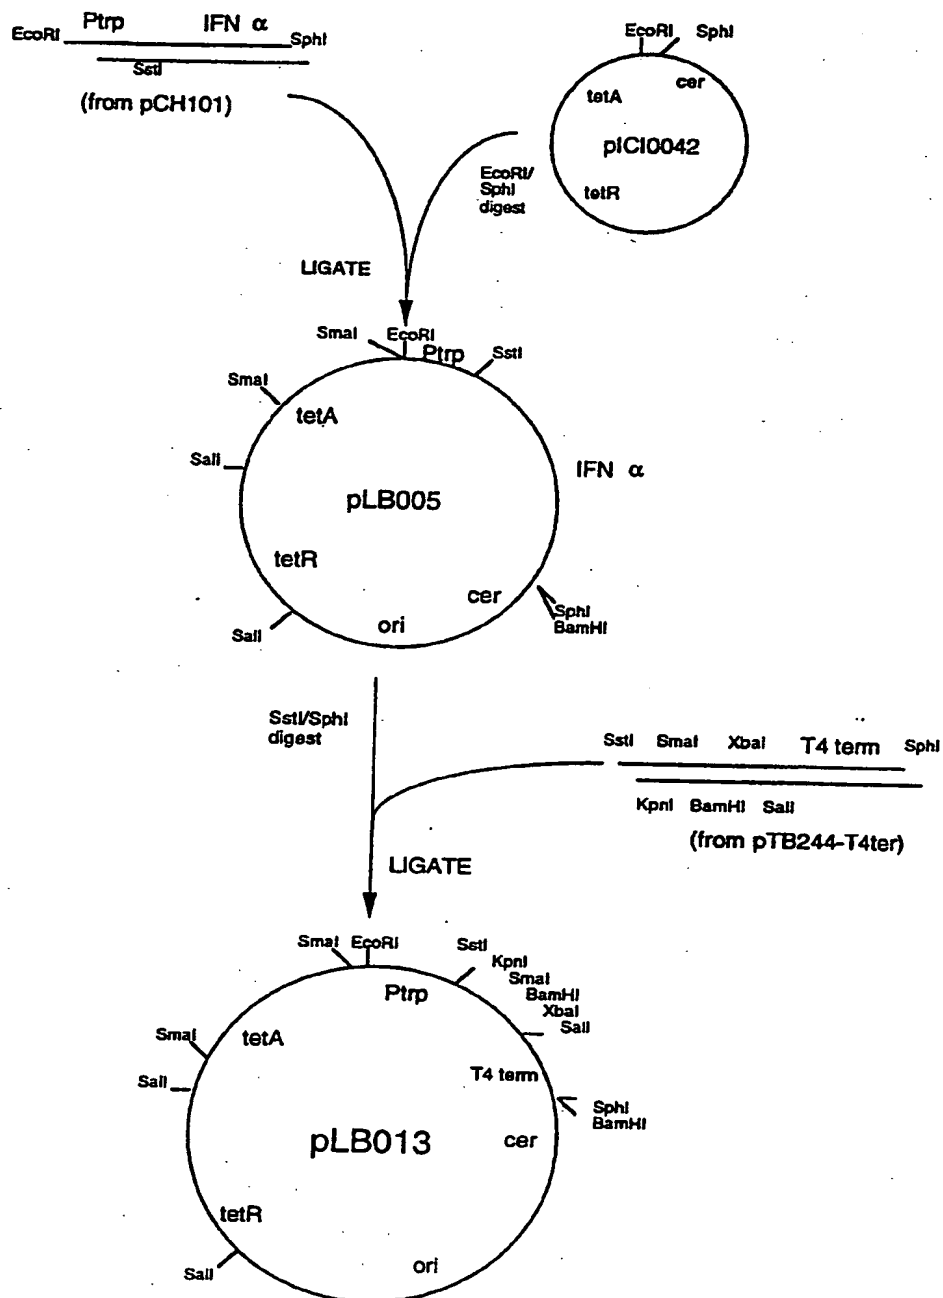 EcoRI Ptrp IFN α SphI
SstI
(from pCH101)
EcoRI SphI
tetA cer
pICI0042
tetR
EcoRI/
SphI
digest
LIGATE
SmaI EcoRI Ptrp SstI
SmaI
tetA
SalI
IFN α
pLB005
tetR
cer
SphI
BamHI
SalI
ori
SstI/SphI
digest
SstI SmaI XbaI T4 term SphI
KpnI BamHI SalI
(from pTB244-T4ter)
LIGATE
SmaI EcoRI SstI
KpnI
SmaI
BamHI
XbaI
SalI
Ptrp
SmaI
tetA
SalI
T4 term
SphI
BamHI
pLB013
cer
tetR
SalI
ori